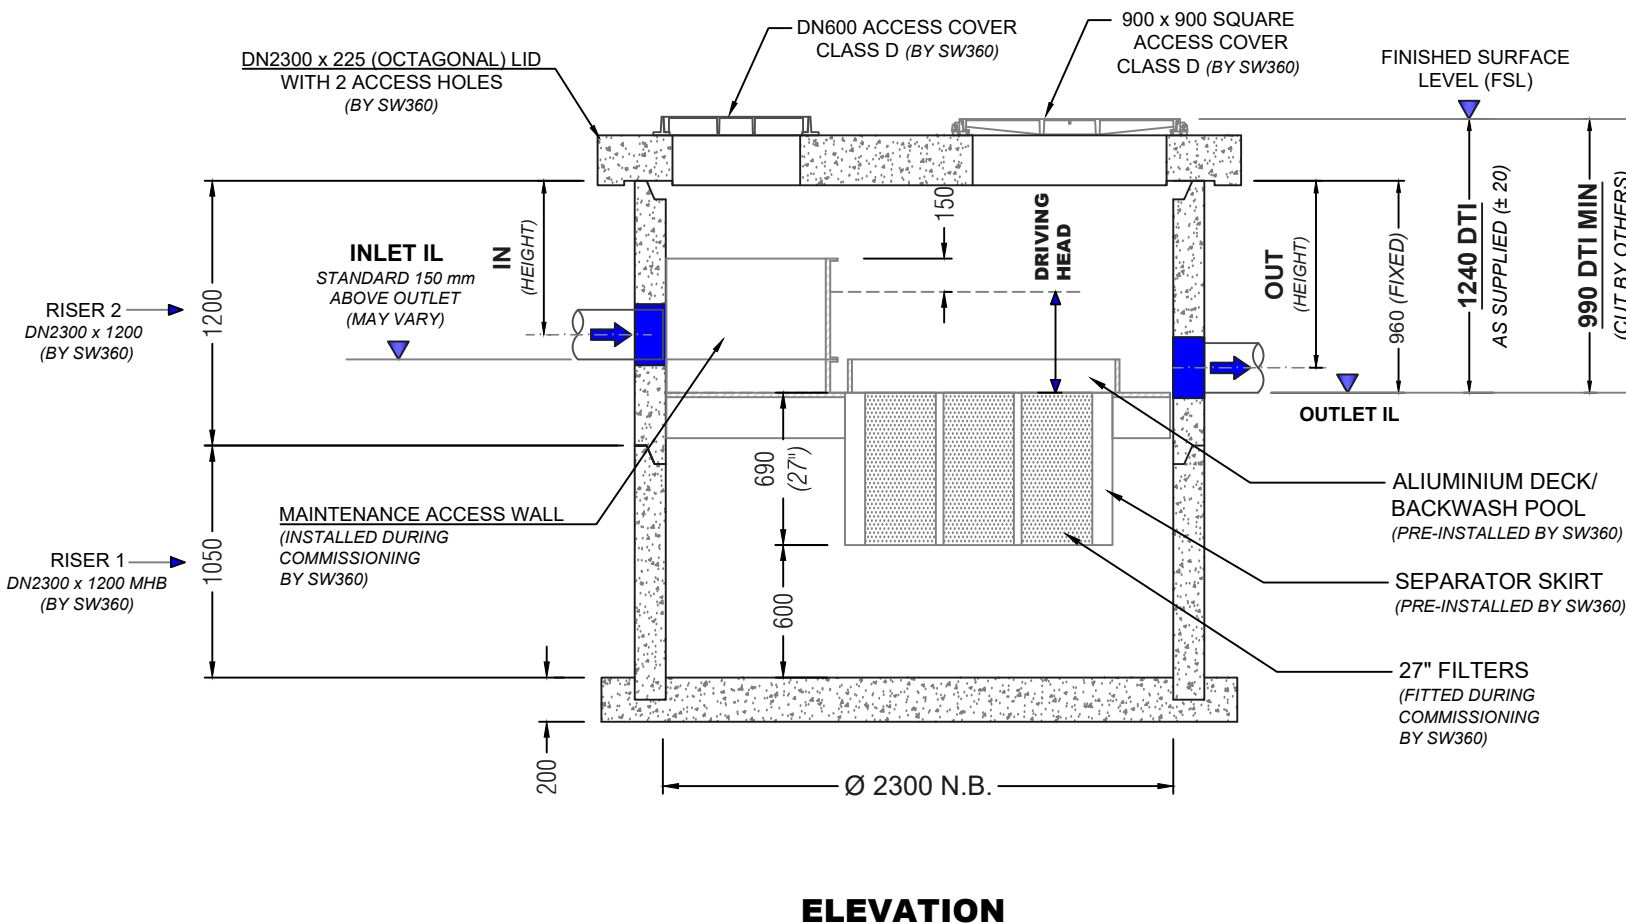 DN600 ACCESS COVER
CLASS D (BY SW360)
900 x 900 SQUARE
ACCESS COVER
CLASS D (BY SW360)
DN2300 x 225 (OCTAGONAL) LID
WITH 2 ACCESS HOLES
(BY SW360)
FINISHED SURFACE
LEVEL (FSL)
INLET IL
STANDARD 150 mm
ABOVE OUTLET
(MAY VARY)
IN
(HEIGHT)
150
DRIVING
HEAD
OUT
(HEIGHT)
960 (FIXED)
1240 DTI
AS SUPPLIED (± 20)
990 DTI MIN
(CUT BY OTHERS)
RISER 2
DN2300 x 1200
(BY SW360)
1200
OUTLET IL
690
(27")
MAINTENANCE ACCESS WALL
(INSTALLED DURING
COMMISSIONING
BY SW360)
ALIUMINIUM DECK/
BACKWASH POOL
(PRE-INSTALLED BY SW360)
RISER 1
DN2300 x 1200 MHB
(BY SW360)
1050
600
SEPARATOR SKIRT
(PRE-INSTALLED BY SW360)
27" FILTERS
(FITTED DURING
COMMISSIONING
BY SW360)
200
Ø 2300 N.B.
ELEVATION